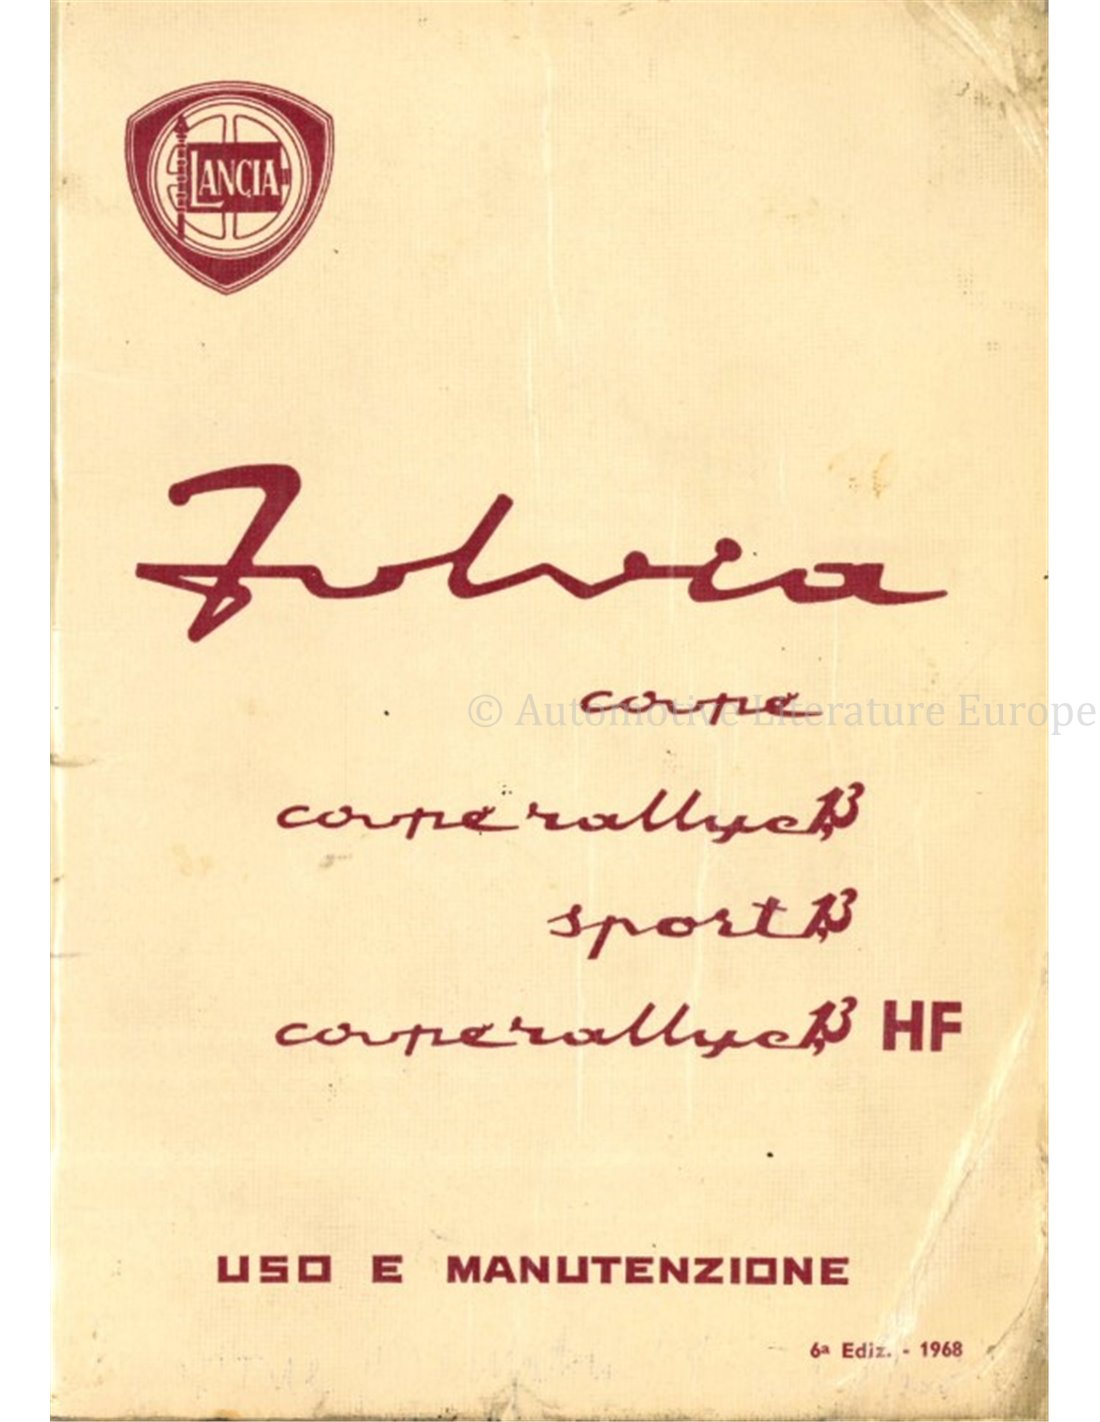 LANCIA
Fulvia
coupé
© Automotive Literature Europe
coupé rallye 1,3
sport 1,3
coupé rallye 1,3 HF
USO E MANUTENZIONE
6ª Ediz. - 1968